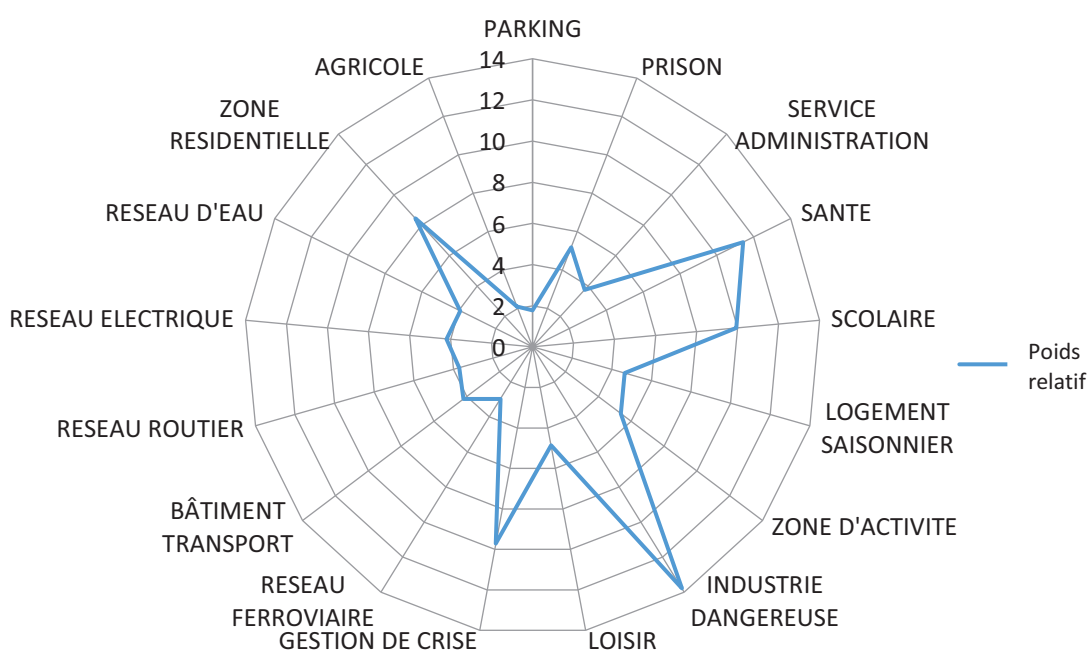 PARKING
PRISON
SERVICE
ADMINISTRATION
SANTE
SCOLAIRE
LOGEMENT
SAISONNIER
ZONE D'ACTIVITE
INDUSTRIE
DANGEREUSE
LOISIR
GESTION DE CRISE
RESEAU
FERROVIAIRE
BÂTIMENT
TRANSPORT
RESEAU ROUTIER
RESEAU ELECTRIQUE
RESEAU D'EAU
ZONE
RESIDENTIELLE
AGRICOLE
14
12
10
8
6
4
2
0
Poids
relatif